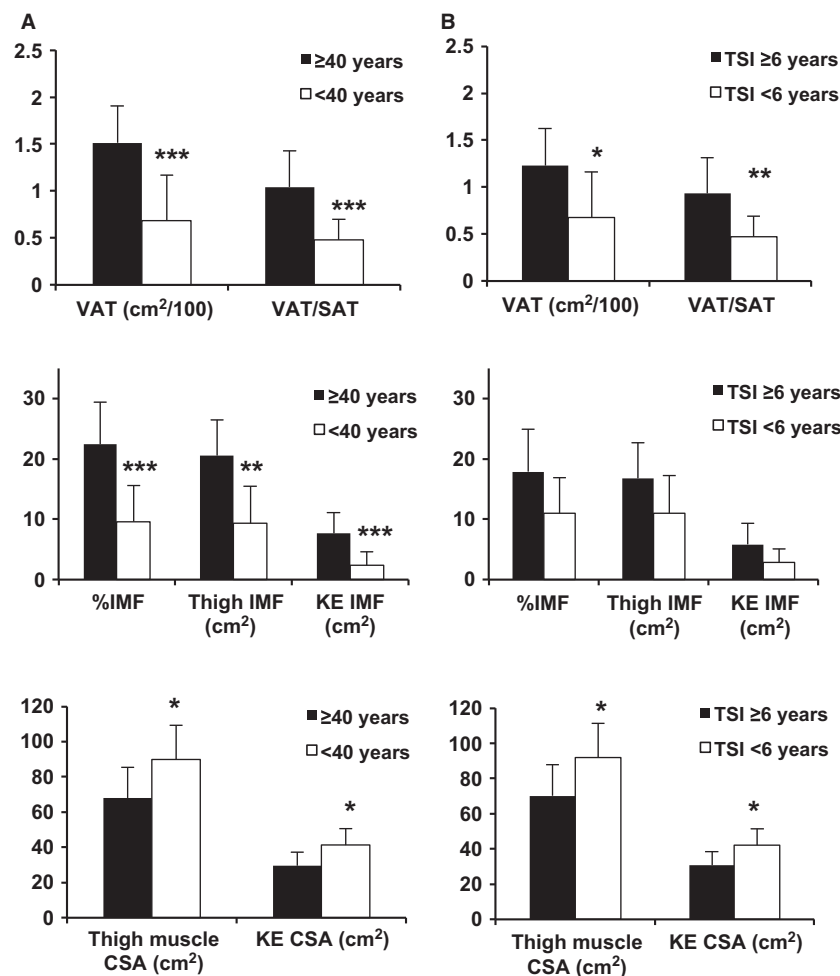 A
2.5
2
1.5
1
0.5
0
≥40 years
<40 years
***
***
VAT (cm²/100) VAT/SAT
30
20
10
0
≥40 years
<40 years
***
**
***
%IMF Thigh IMF KE IMF
(cm²) (cm²)
120
100
80
60
40
20
0
≥40 years
<40 years
*
*
Thigh muscle KE CSA (cm²)
CSA (cm²)
B
2.5
2
1.5
1
0.5
0
TSI ≥6 years
TSI <6 years
*
**
VAT (cm²/100) VAT/SAT
30
20
10
0
TSI ≥6 years
TSI <6 years
%IMF Thigh IMF KE IMF
(cm²) (cm²)
120
100
80
60
40
20
0
TSI ≥6 years
TSI <6 years
*
*
Thigh muscle KE CSA (cm²)
CSA (cm²)